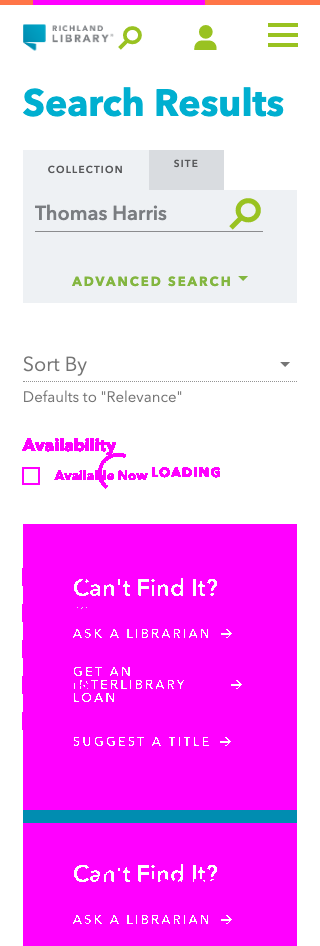 RICHLAND
LIBRARY
Search Results
COLLECTION
SITE
Thomas Harris
ADVANCED SEARCH
Sort By
Defaults to "Relevance"
Availability
Available Now
LOADING
Can't Find It?
ASK A LIBRARIAN →
GET AN
INTERLIBRARY →
LOAN
SUGGEST A TITLE →
Can't Find It?
ASK A LIBRARIAN →